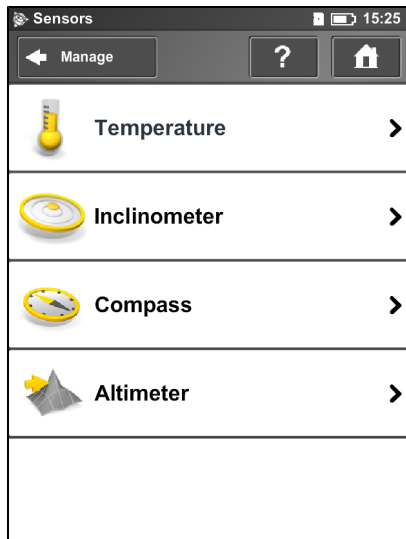 Sensors 15:25
Manage ?
Temperature
Inclinometer
Compass
Altimeter